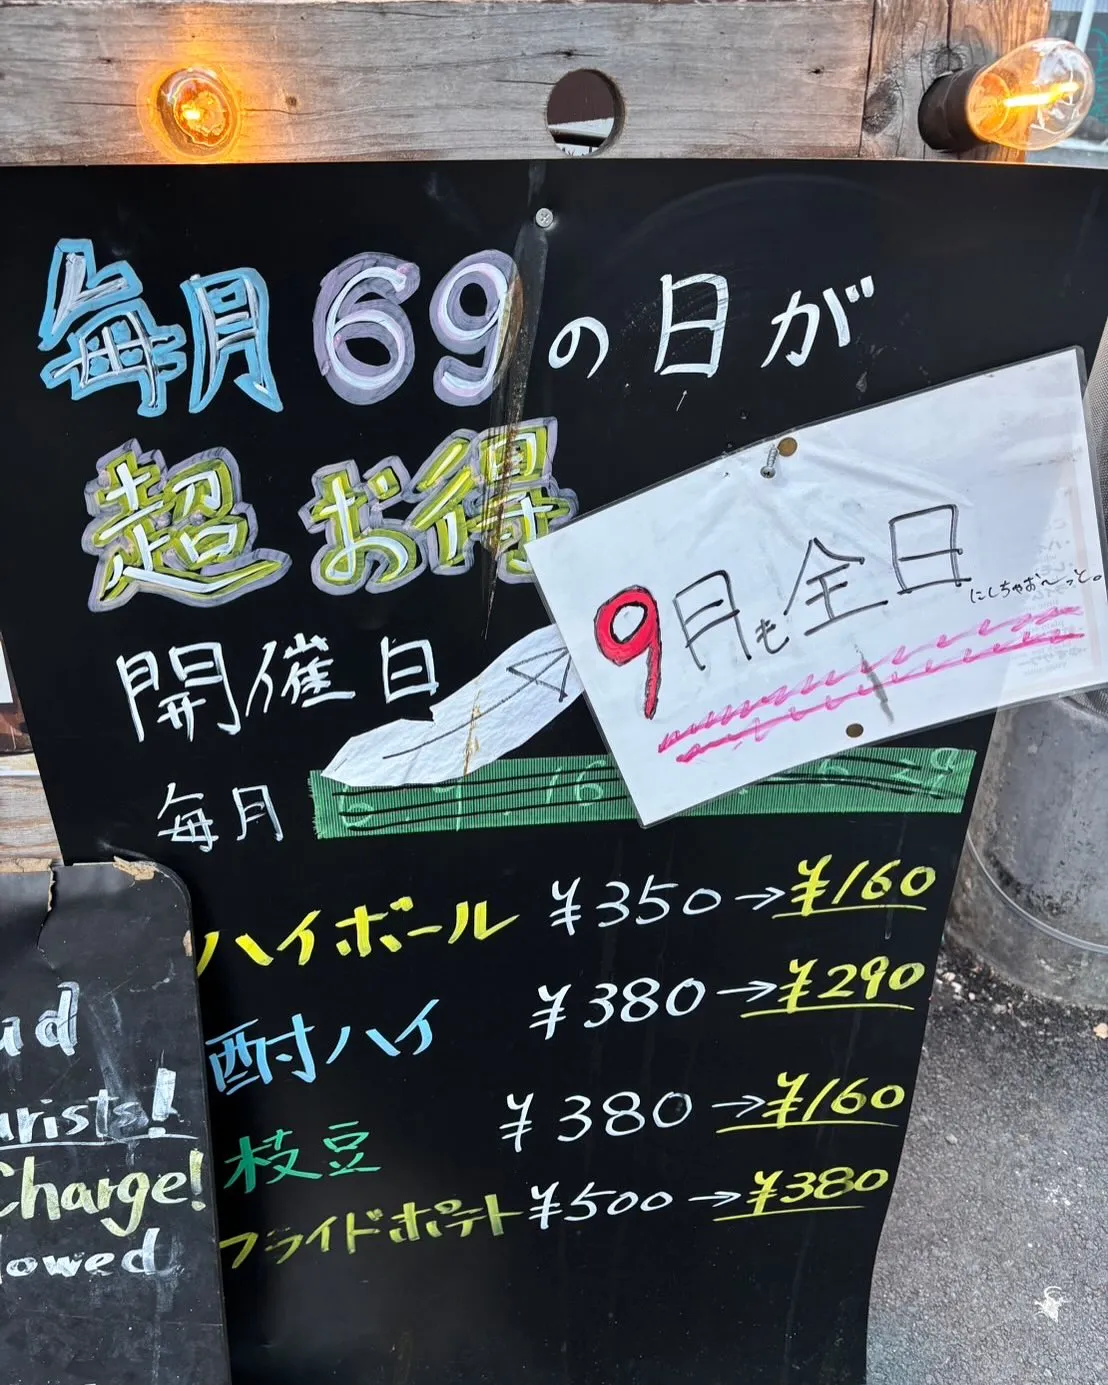 毎月69の日が
超お得
9月も全日
にしちゃお〜っと。
開催日
毎月
ハイボール ¥350→¥160
酎ハイ ¥380→¥290
枝豆 ¥380→¥160
フライドポテト ¥500→¥380
Charge!